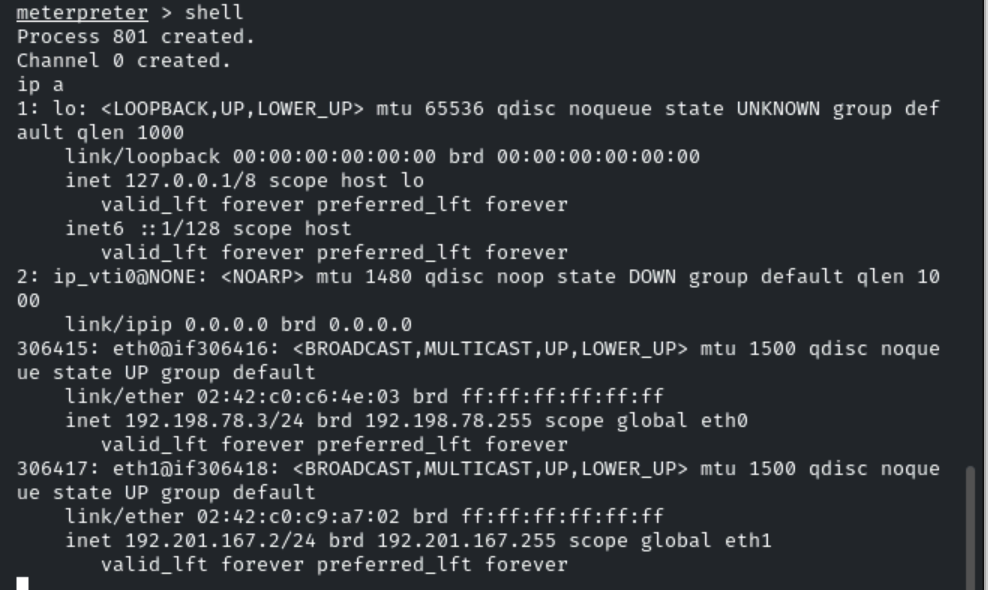 meterpreter > shell
Process 801 created.
Channel 0 created.
ip a
1: lo: <LOOPBACK,UP,LOWER_UP> mtu 65536 qdisc noqueue state UNKNOWN group def
ault qlen 1000
    link/loopback 00:00:00:00:00:00 brd 00:00:00:00:00:00
    inet 127.0.0.1/8 scope host lo
       valid_lft forever preferred_lft forever
    inet6 ::1/128 scope host
       valid_lft forever preferred_lft forever
2: ip_vti0@NONE: <NOARP> mtu 1480 qdisc noop state DOWN group default qlen 10
00
    link/ipip 0.0.0.0 brd 0.0.0.0
306415: eth0@if306416: <BROADCAST,MULTICAST,UP,LOWER_UP> mtu 1500 qdisc noque
ue state UP group default
    link/ether 02:42:c0:c6:4e:03 brd ff:ff:ff:ff:ff:ff
    inet 192.198.78.3/24 brd 192.198.78.255 scope global eth0
       valid_lft forever preferred_lft forever
306417: eth1@if306418: <BROADCAST,MULTICAST,UP,LOWER_UP> mtu 1500 qdisc noque
ue state UP group default
    link/ether 02:42:c0:c9:a7:02 brd ff:ff:ff:ff:ff:ff
    inet 192.201.167.2/24 brd 192.201.167.255 scope global eth1
       valid_lft forever preferred_lft forever